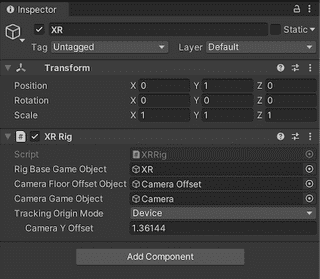 Inspector
XR
Static
Tag Untagged Layer Default
Transform
Position X 0 Y 1 Z 0
Rotation X 0 Y 0 Z 0
Scale X 1 Y 1 Z 1
XR Rig
Script XRRig
Rig Base Game Object XR
Camera Floor Offset Object Camera Offset
Camera Game Object Camera
Tracking Origin Mode Device
Camera Y Offset 1.36144
Add Component